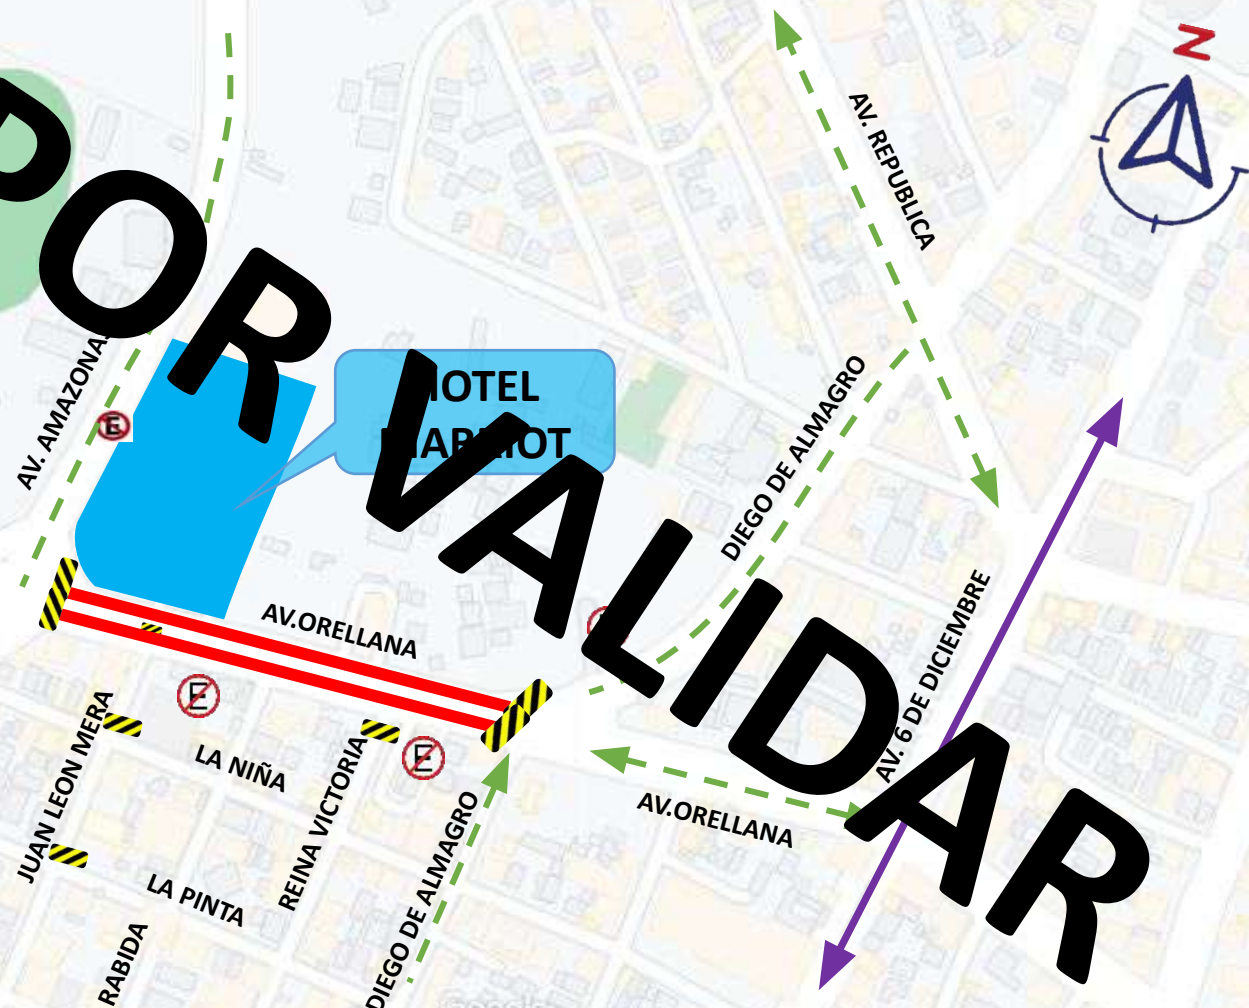 N
AV. REPUBLICA
POR VALIDAR
AV. AMAZONA
HOTEL
MARRIOT
E
DIEGO DE ALMAGRO
AV. 6 DE DICIEMBRE
AV.ORELLANA
E
E
LA NIÑA
JUAN LEON MERA
REINA VICTORIA
AV.ORELLANA
DIEGO DE ALMAGRO
LA PINTA
RABIDA